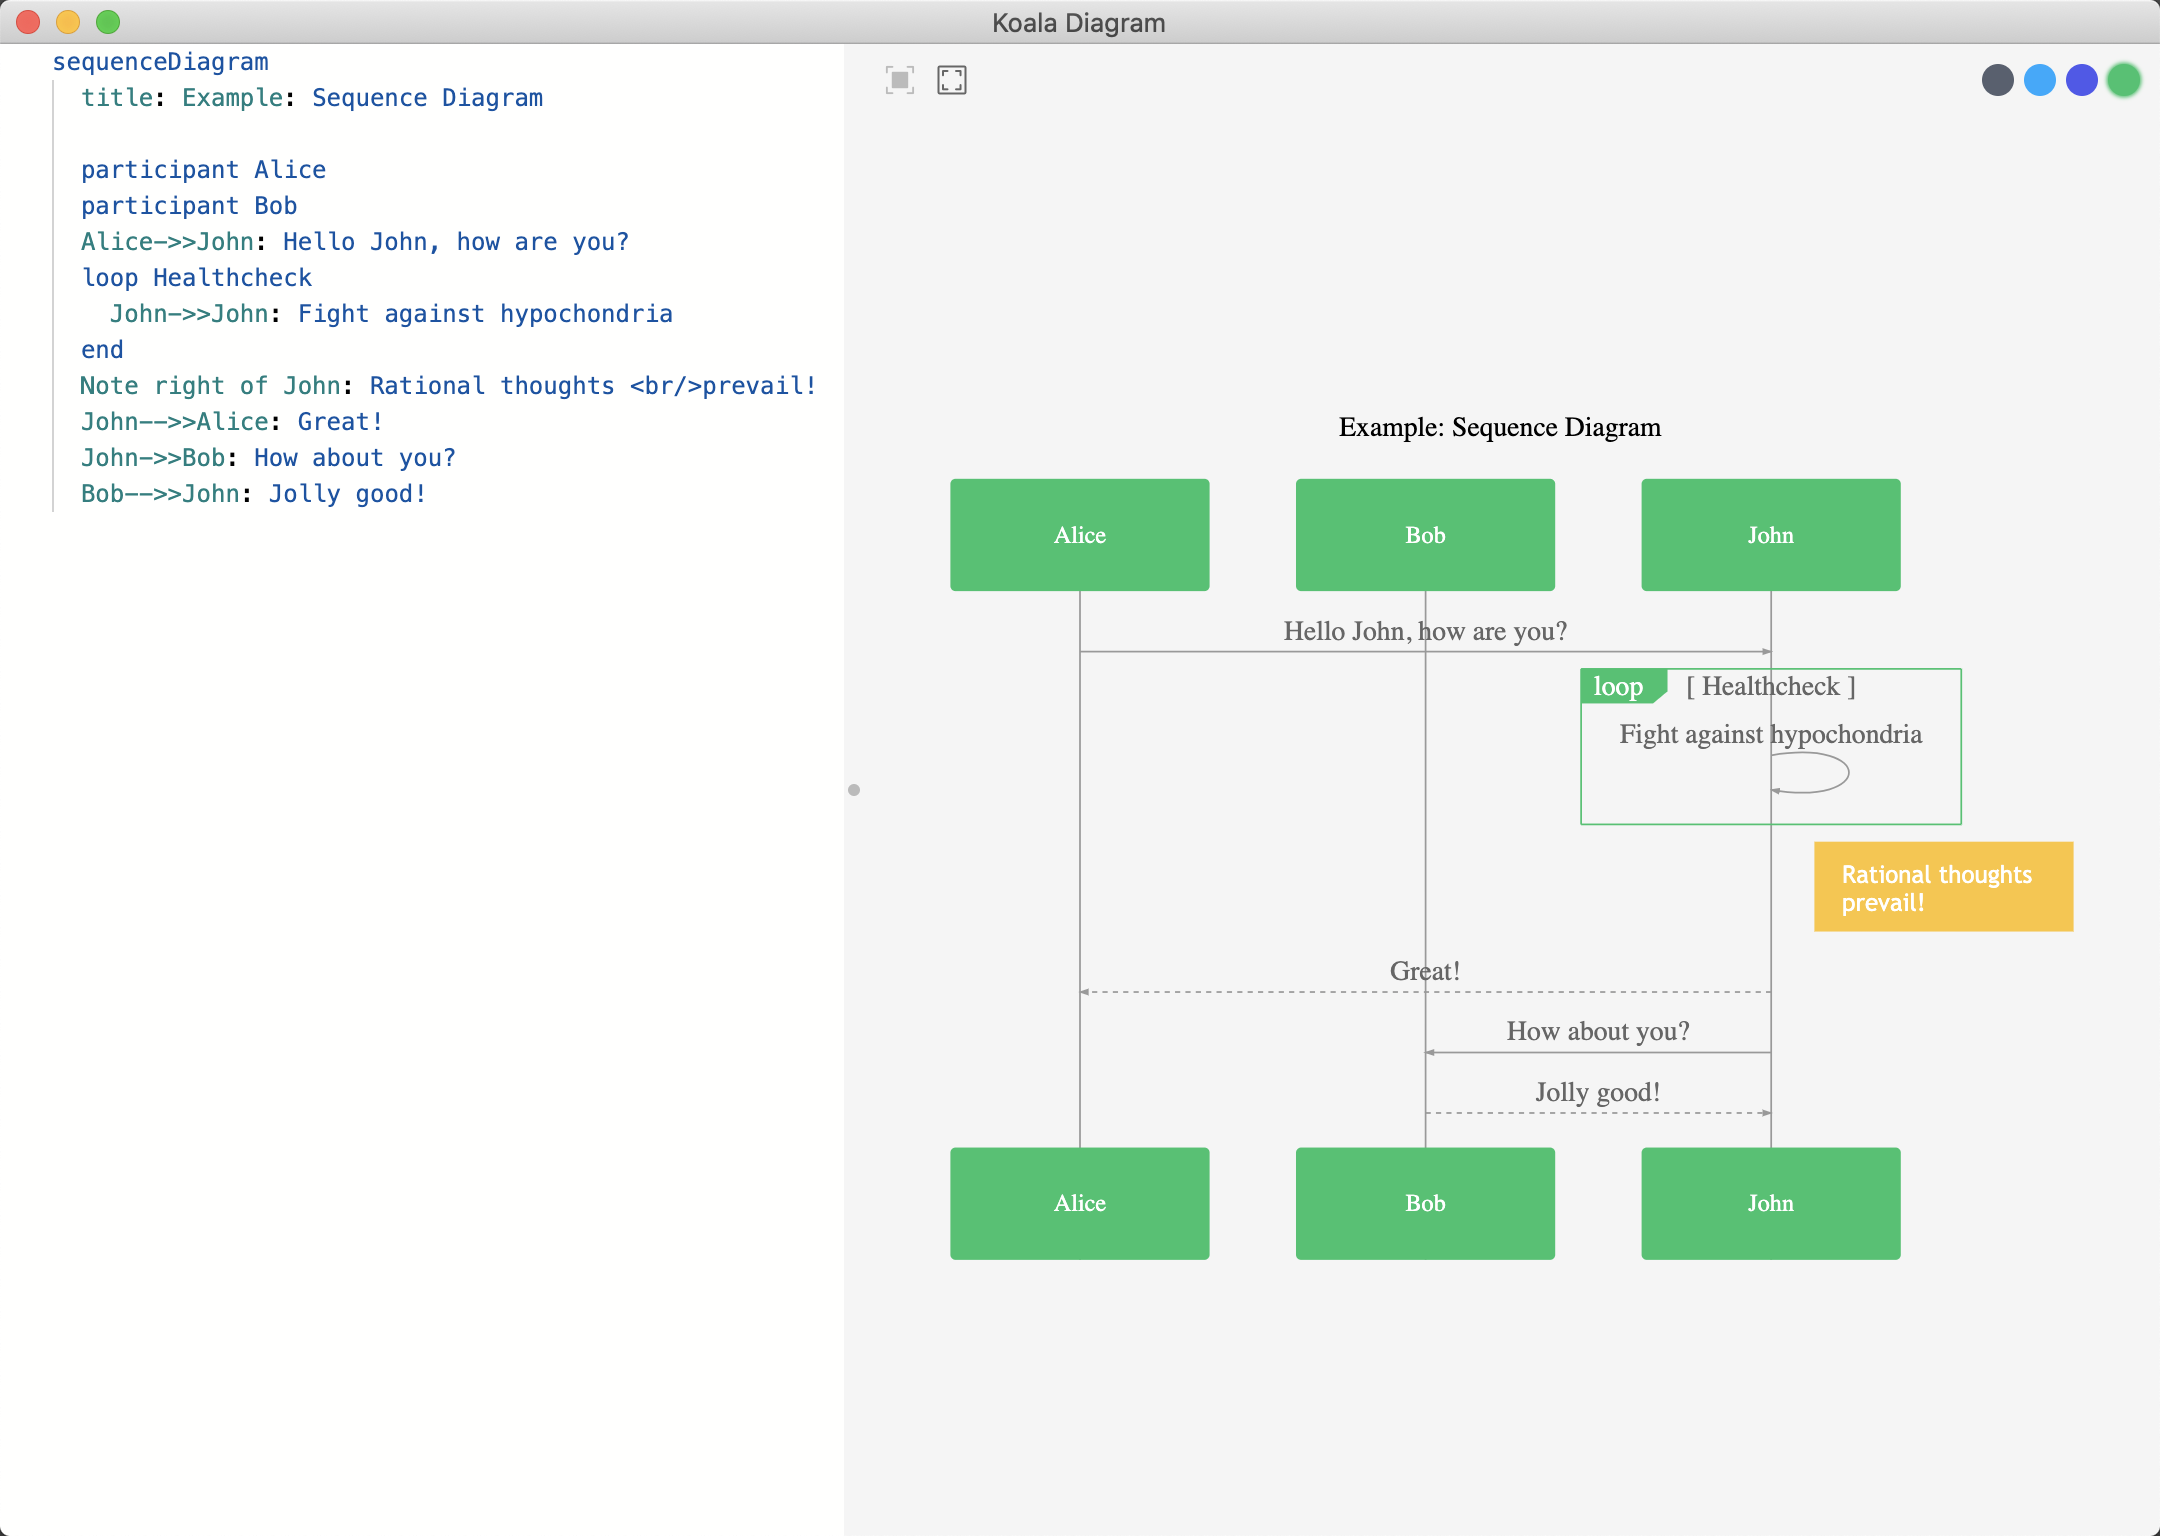 Koala Diagram
sequenceDiagram
title: Example: Sequence Diagram
participant Alice
participant Bob
Alice->>John: Hello John, how are you?
loop Healthcheck
John->>John: Fight against hypochondria
end
Note right of John: Rational thoughts <br/>prevail!
John-->>Alice: Great!
John->>Bob: How about you?
Bob-->>John: Jolly good!
Example: Sequence Diagram
Alice
Bob
John
Hello John, how are you?
loop
[ Healthcheck ]
Fight against hypochondria
Rational thoughts
prevail!
Great!
How about you?
Jolly good!
Alice
Bob
John